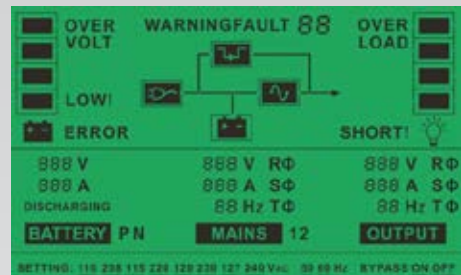 OVER VOLT WARNINGFAULT 88 OVER LOAD
LOW!
ERROR SHORT!
888 V 888 V RΦ 888 V RΦ
888 A 888 A SΦ 888 A SΦ
DISCHARGING 88 Hz TΦ 88 Hz TΦ
BATTERY PN MAINS 12 OUTPUT
SETTING: 110 208 115 220 120 230 127 240 Vac 50 60 Hz BYPASS ON OFF